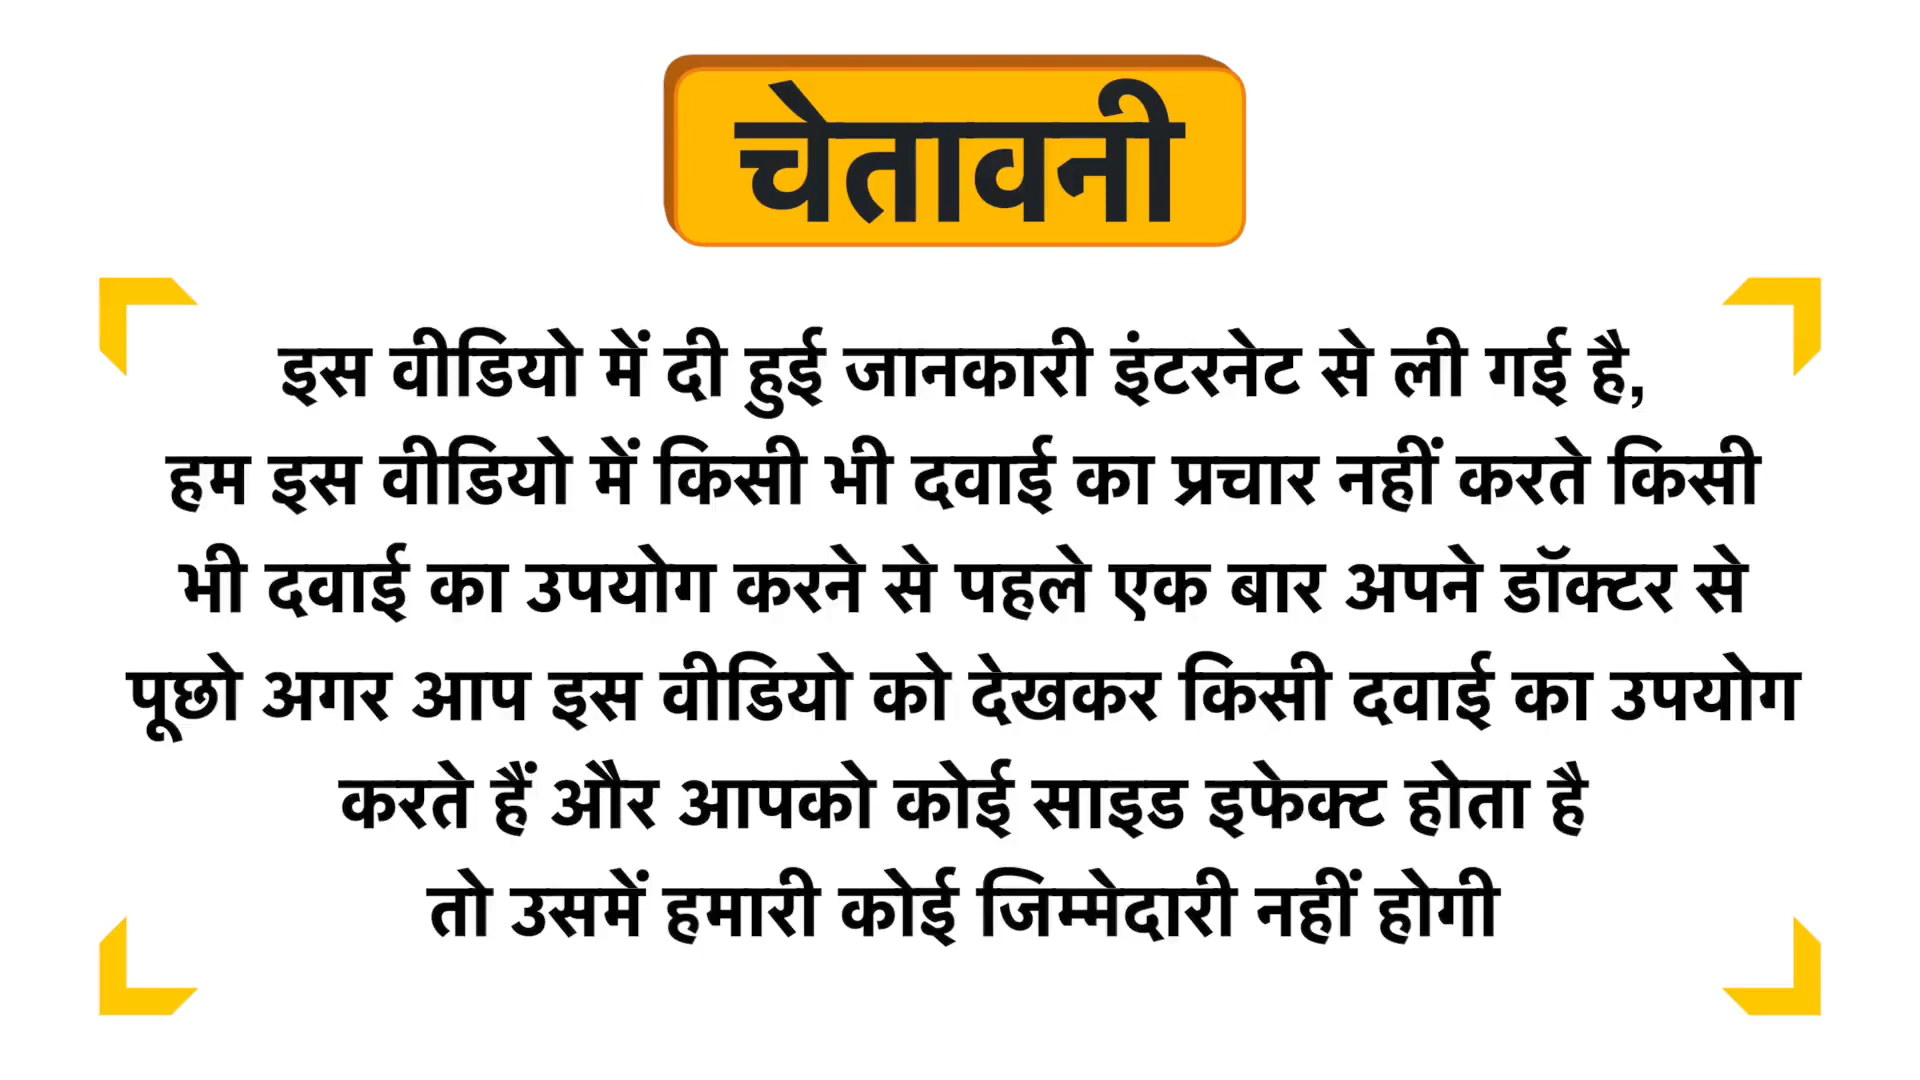 चेतावनी
इस वीडियो में दी हुई जानकारी इंटरनेट से ली गई है,
हम इस वीडियो में किसी भी दवाई का प्रचार नहीं करते किसी
भी दवाई का उपयोग करने से पहले एक बार अपने डॉक्टर से
पूछो अगर आप इस वीडियो को देखकर किसी दवाई का उपयोग
करते हैं और आपको कोई साइड इफेक्ट होता है
तो उसमें हमारी कोई जिम्मेदारी नहीं होगी